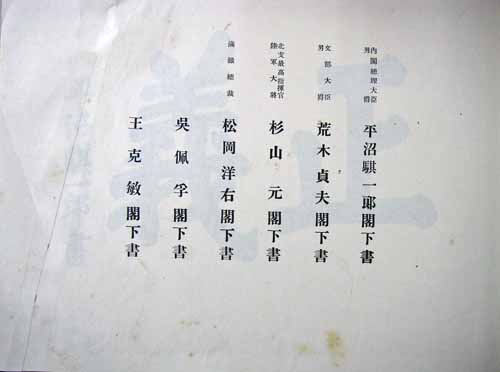 內閣總理大臣
男爵
平沼騏一郞閣下書
文部大臣
男爵
荒木貞夫閣下書
北支最高指揮官
陸軍大將
杉山元閣下書
滿鐵總裁
松岡洋右閣下書
吳佩孚閣下書
王克敏閣下書